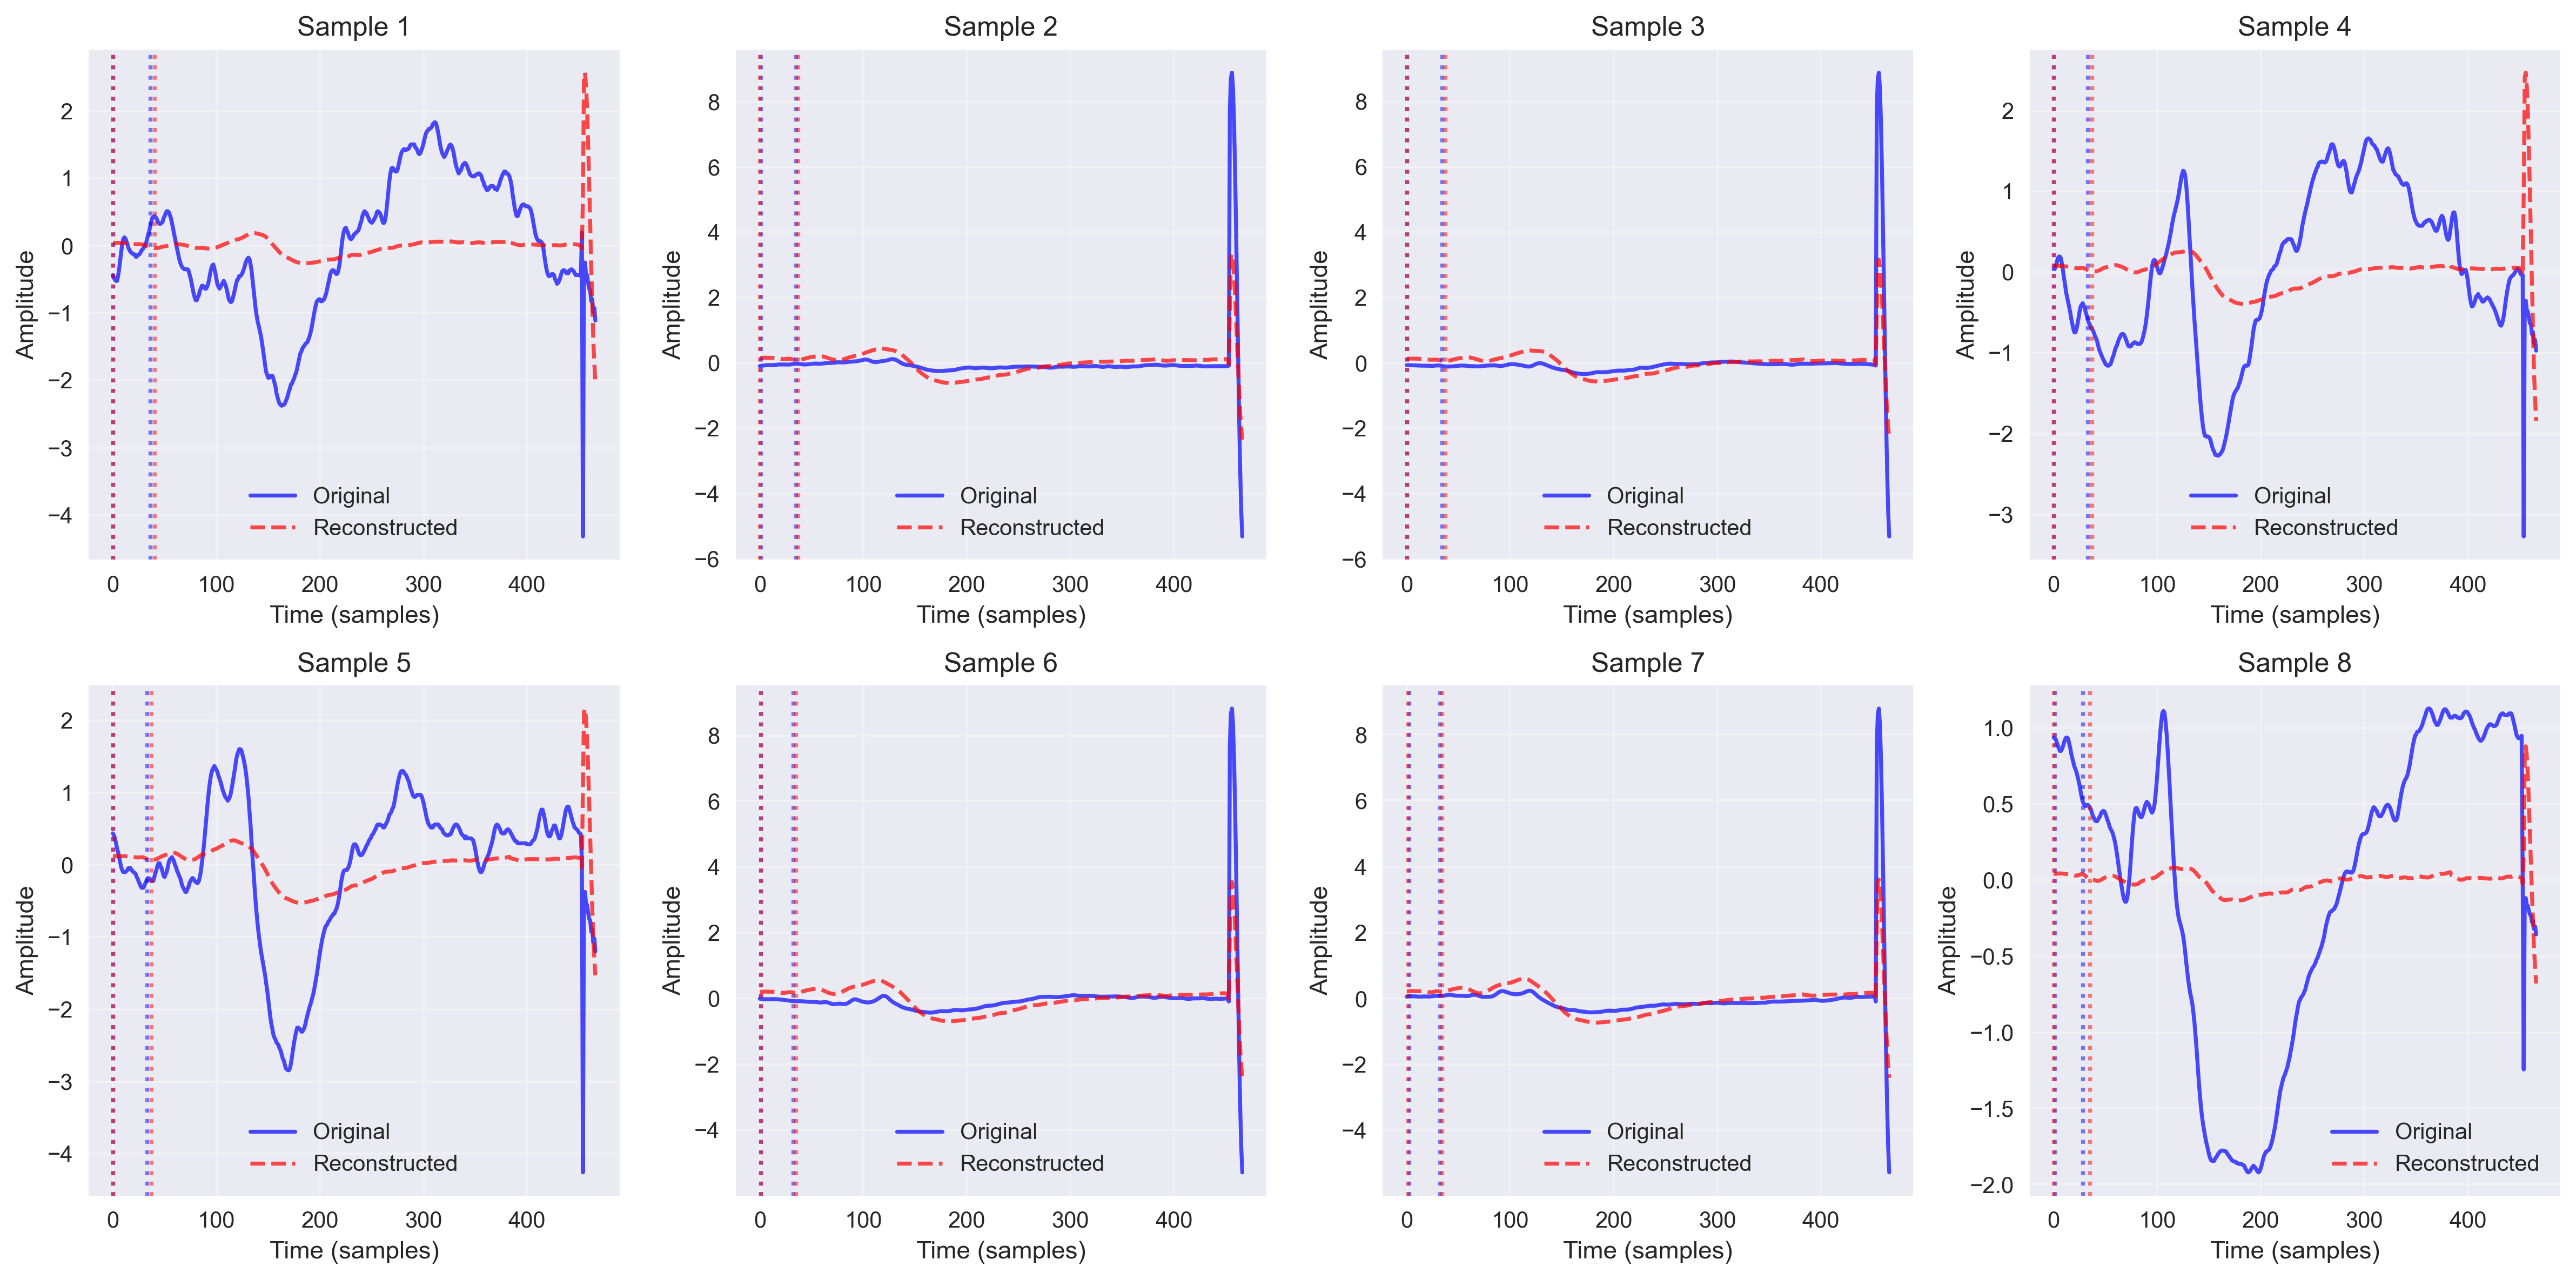 Sample 1
Sample 2
Sample 3
Sample 4
Amplitude
2
1
0
−1
−2
−3
−4
Original
Reconstructed
0
100
200
300
400
Time (samples)
Amplitude
8
6
4
2
0
−2
−4
−6
Original
Reconstructed
0
100
200
300
400
Time (samples)
Amplitude
8
6
4
2
0
−2
−4
−6
Original
Reconstructed
0
100
200
300
400
Time (samples)
Amplitude
2
1
0
−1
−2
−3
Original
Reconstructed
0
100
200
300
400
Time (samples)
Sample 5
Sample 6
Sample 7
Sample 8
Amplitude
2
1
0
−1
−2
−3
−4
Original
Reconstructed
0
100
200
300
400
Time (samples)
Amplitude
8
6
4
2
0
−2
−4
Original
Reconstructed
0
100
200
300
400
Time (samples)
Amplitude
8
6
4
2
0
−2
−4
Original
Reconstructed
0
100
200
300
400
Time (samples)
Amplitude
1.0
0.5
0.0
−0.5
−1.0
−1.5
−2.0
Original
Reconstructed
0
100
200
300
400
Time (samples)